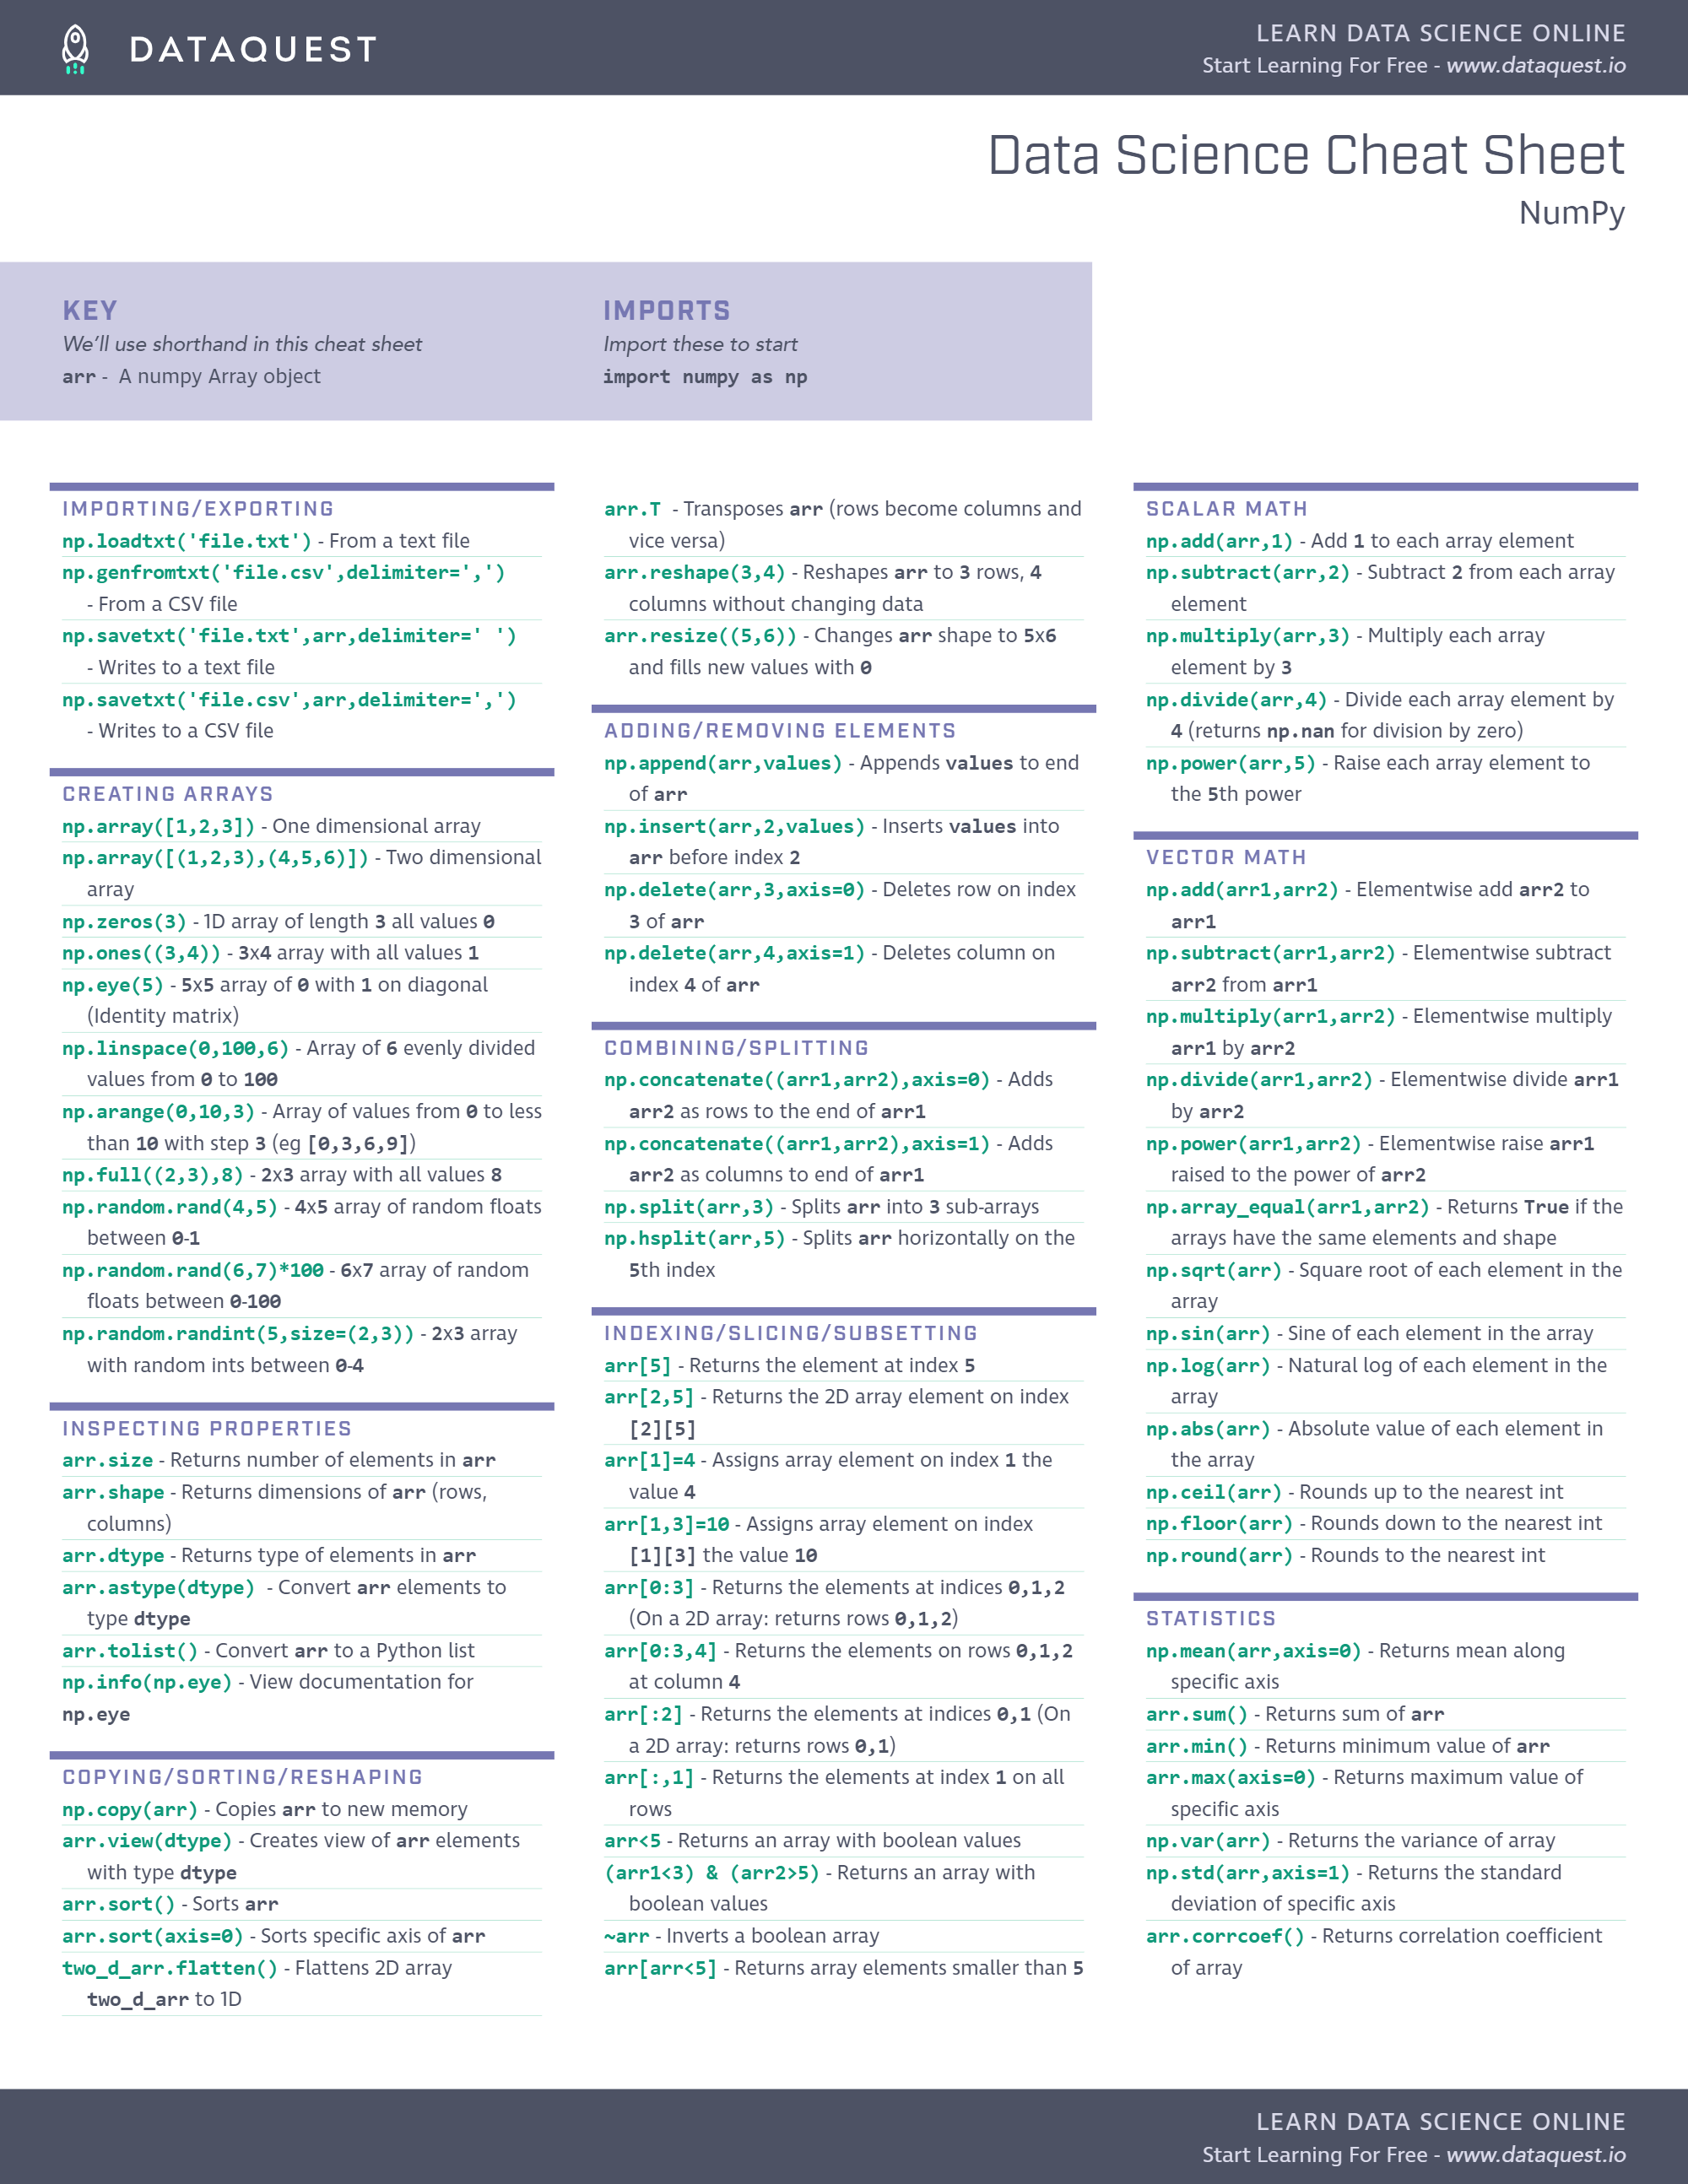 DATAQUEST
LEARN DATA SCIENCE ONLINE
Start Learning For Free - www.dataquest.io
Data Science Cheat Sheet
NumPy
KEY
We’ll use shorthand in this cheat sheet
arr - A numpy Array object
IMPORTS
Import these to start
import numpy as np
IMPORTING/EXPORTING
np.loadtxt('file.txt') - From a text file
np.genfromtxt('file.csv',delimiter=',')
- From a CSV file
np.savetxt('file.txt',arr,delimiter=' ')
- Writes to a text file
np.savetxt('file.csv',arr,delimiter=',')
- Writes to a CSV file
CREATING ARRAYS
np.array([1,2,3]) - One dimensional array
np.array([(1,2,3),(4,5,6)]) - Two dimensional
array
np.zeros(3) - 1D array of length 3 all values 0
np.ones((3,4)) - 3x4 array with all values 1
np.eye(5) - 5x5 array of 0 with 1 on diagonal
(Identity matrix)
np.linspace(0,100,6) - Array of 6 evenly divided
values from 0 to 100
np.arange(0,10,3) - Array of values from 0 to less
than 10 with step 3 (eg [0,3,6,9])
np.full((2,3),8) - 2x3 array with all values 8
np.random.rand(4,5) - 4x5 array of random floats
between 0-1
np.random.rand(6,7)*100 - 6x7 array of random
floats between 0-100
np.random.randint(5,size=(2,3)) - 2x3 array
with random ints between 0-4
INSPECTING PROPERTIES
arr.size - Returns number of elements in arr
arr.shape - Returns dimensions of arr (rows,
columns)
arr.dtype - Returns type of elements in arr
arr.astype(dtype) - Convert arr elements to
type dtype
arr.tolist() - Convert arr to a Python list
np.info(np.eye) - View documentation for
np.eye
COPYING/SORTING/RESHAPING
np.copy(arr) - Copies arr to new memory
arr.view(dtype) - Creates view of arr elements
with type dtype
arr.sort() - Sorts arr
arr.sort(axis=0) - Sorts specific axis of arr
two_d_arr.flatten() - Flattens 2D array
two_d_arr to 1D
arr.T - Transposes arr (rows become columns and
vice versa)
arr.reshape(3,4) - Reshapes arr to 3 rows, 4
columns without changing data
arr.resize((5,6)) - Changes arr shape to 5x6
and fills new values with 0
ADDING/REMOVING ELEMENTS
np.append(arr,values) - Appends values to end
of arr
np.insert(arr,2,values) - Inserts values into
arr before index 2
np.delete(arr,3,axis=0) - Deletes row on index
3 of arr
np.delete(arr,4,axis=1) - Deletes column on
index 4 of arr
COMBINING/SPLITTING
np.concatenate((arr1,arr2),axis=0) - Adds
arr2 as rows to the end of arr1
np.concatenate((arr1,arr2),axis=1) - Adds
arr2 as columns to end of arr1
np.split(arr,3) - Splits arr into 3 sub-arrays
np.hsplit(arr,5) - Splits arr horizontally on the
5th index
INDEXING/SLICING/SUBSETTING
arr[5] - Returns the element at index 5
arr[2,5] - Returns the 2D array element on index
[2][5]
arr[1]=4 - Assigns array element on index 1 the
value 4
arr[1,3]=10 - Assigns array element on index
[1][3] the value 10
arr[0:3] - Returns the elements at indices 0,1,2
(On a 2D array: returns rows 0,1,2)
arr[0:3,4] - Returns the elements on rows 0,1,2
at column 4
arr[:2] - Returns the elements at indices 0,1 (On
a 2D array: returns rows 0,1)
arr[:,1] - Returns the elements at index 1 on all
rows
arr<5 - Returns an array with boolean values
(arr1<3) & (arr2>5) - Returns an array with
boolean values
~arr - Inverts a boolean array
arr[arr<5] - Returns array elements smaller than 5
SCALAR MATH
np.add(arr,1) - Add 1 to each array element
np.subtract(arr,2) - Subtract 2 from each array
element
np.multiply(arr,3) - Multiply each array
element by 3
np.divide(arr,4) - Divide each array element by
4 (returns np.nan for division by zero)
np.power(arr,5) - Raise each array element to
the 5th power
VECTOR MATH
np.add(arr1,arr2) - Elementwise add arr2 to
arr1
np.subtract(arr1,arr2) - Elementwise subtract
arr2 from arr1
np.multiply(arr1,arr2) - Elementwise multiply
arr1 by arr2
np.divide(arr1,arr2) - Elementwise divide arr1
by arr2
np.power(arr1,arr2) - Elementwise raise arr1
raised to the power of arr2
np.array_equal(arr1,arr2) - Returns True if the
arrays have the same elements and shape
np.sqrt(arr) - Square root of each element in the
array
np.sin(arr) - Sine of each element in the array
np.log(arr) - Natural log of each element in the
array
np.abs(arr) - Absolute value of each element in
the array
np.ceil(arr) - Rounds up to the nearest int
np.floor(arr) - Rounds down to the nearest int
np.round(arr) - Rounds to the nearest int
STATISTICS
np.mean(arr,axis=0) - Returns mean along
specific axis
arr.sum() - Returns sum of arr
arr.min() - Returns minimum value of arr
arr.max(axis=0) - Returns maximum value of
specific axis
np.var(arr) - Returns the variance of array
np.std(arr,axis=1) - Returns the standard
deviation of specific axis
arr.corrcoef() - Returns correlation coefficient
of array
LEARN DATA SCIENCE ONLINE
Start Learning For Free - www.dataquest.io